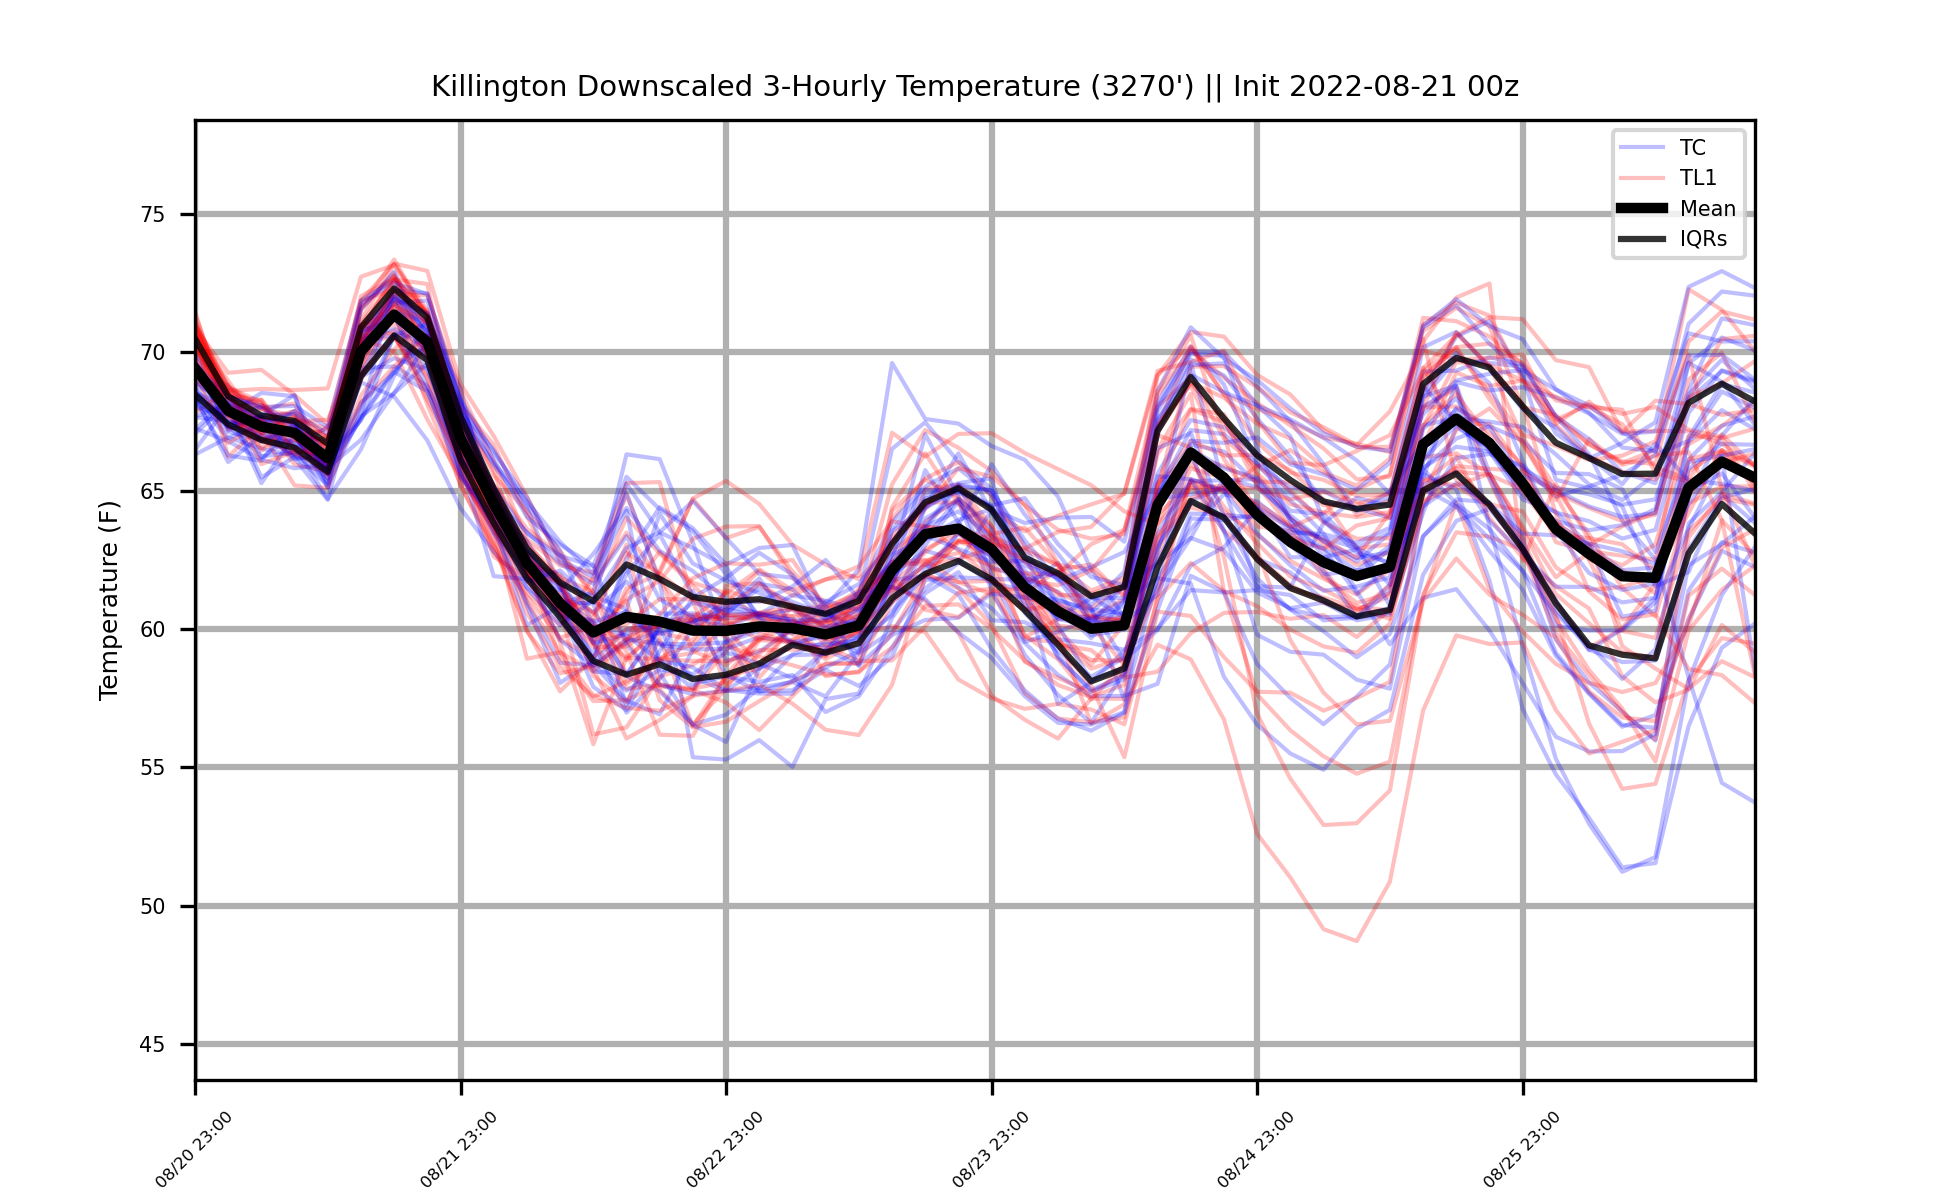 Killington Downscaled 3-Hourly Temperature (3270') || Init 2022-08-21 00z
TC
TL1
Mean
IQRs
Temperature (F)
75
70
65
60
55
50
45
08/20 23:00
08/21 23:00
08/22 23:00
08/23 23:00
08/24 23:00
08/25 23:00